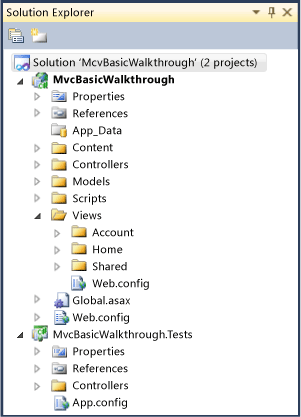 Solution Explorer
Solution 'McvBasicWalkthrough' (2 projects)
MvcBasicWalkthrough
Properties
References
App_Data
Content
Controllers
Models
Scripts
Views
Account
Home
Shared
Web.config
Global.asax
Web.config
MvcBasicWalkthrough.Tests
Properties
References
Controllers
App.config